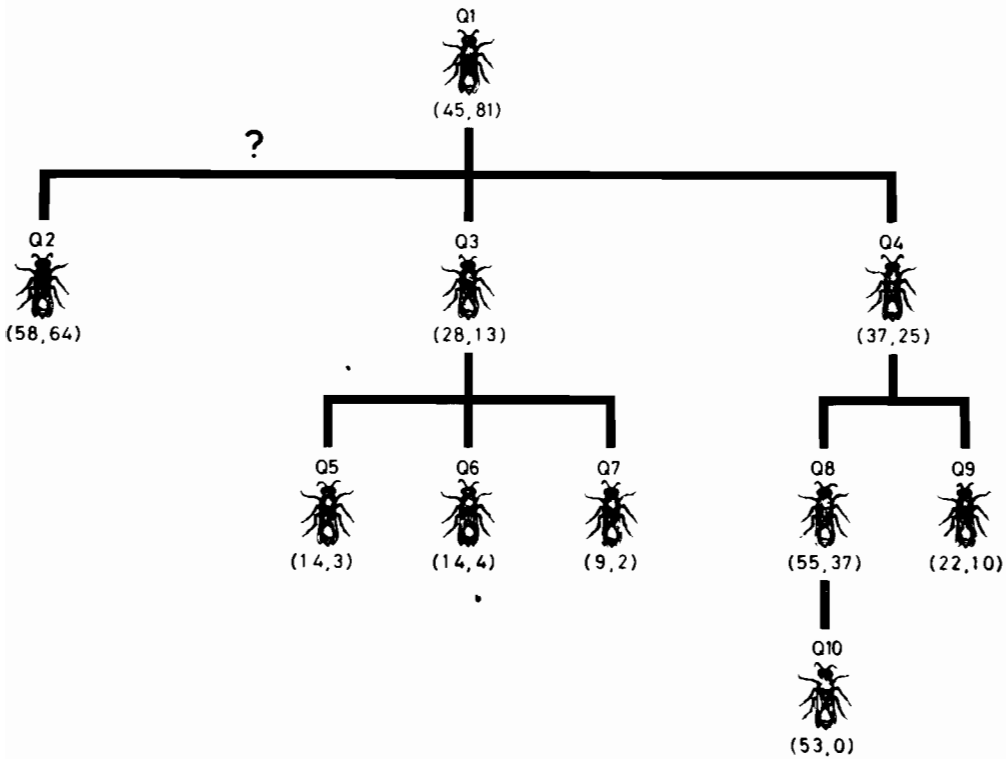 Q1
(45,81)
?
Q2
Q3
Q4
(58,64)
(28,13)
(37,25)
Q5
Q6
Q7
Q8
Q9
(14,3)
(14,4)
(9,2)
(55,37)
(22,10)
Q10
(53,0)